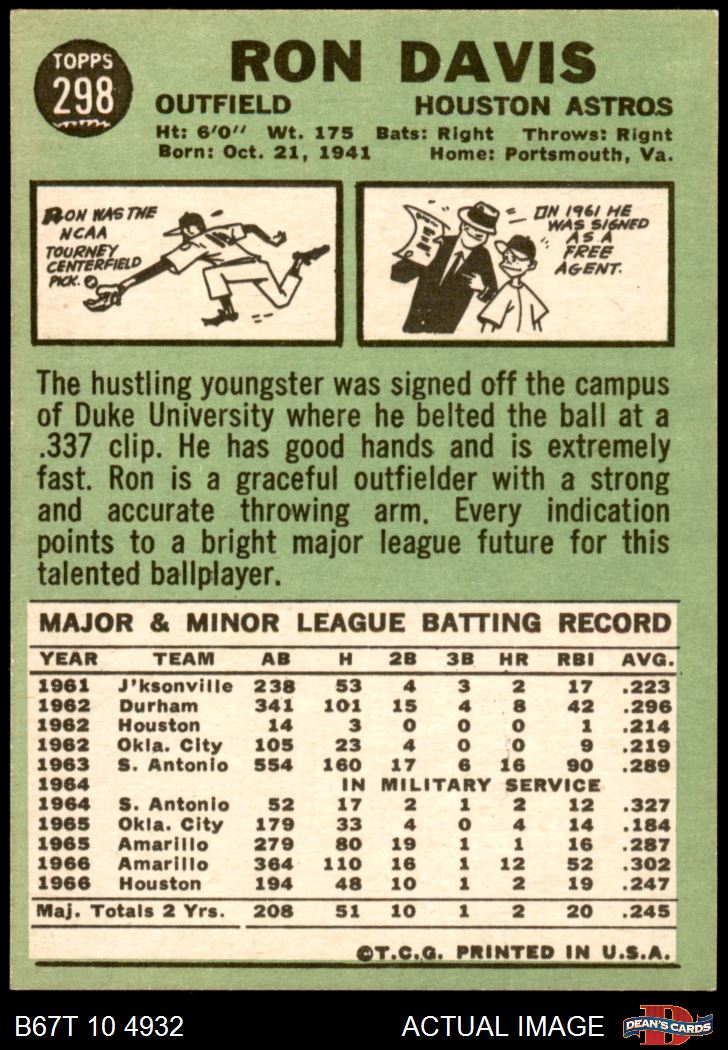 TOPPS
298
RON DAVIS
OUTFIELD HOUSTON ASTROS
Ht: 6'0" Wt. 175 Bats: Right Throws: Rignt
Born: Oct. 21, 1941 Home: Portsmouth, Va.
RON WAS THE
NCAA
TOURNEY
CENTERFIELD
PICK.
IN 1961 HE
WAS SIGNED
AS A
FREE
AGENT.
The hustling youngster was signed off the campus
of Duke University where he belted the ball at a
.337 clip. He has good hands and is extremely
fast. Ron is a graceful outfielder with a strong
and accurate throwing arm. Every indication
points to a bright major league future for this
talented ballplayer.
MAJOR & MINOR LEAGUE BATTING RECORD
YEAR TEAM AB H 2B 3B HR RBI AVG.
1961 J'ksonville 238 53 4 3 2 17 .223
1962 Durham 341 101 15 4 8 42 .296
1962 Houston 14 3 0 0 0 1 .214
1962 Okla. City 105 23 4 0 0 9 .219
1963 S. Antonio 554 160 17 6 16 90 .289
1964 IN MILITARY SERVICE
1964 S. Antonio 52 17 2 1 2 12 .327
1965 Okla. City 179 33 4 0 4 14 .184
1965 Amarillo 279 80 19 1 1 16 .287
1966 Amarillo 364 110 16 1 12 52 .302
1966 Houston 194 48 10 1 2 19 .247
Maj. Totals 2 Yrs. 208 51 10 1 2 20 .245
©T.C.G. PRINTED IN U.S.A.
B67T 10 4932 ACTUAL IMAGE
D
DEAN'S CARDS